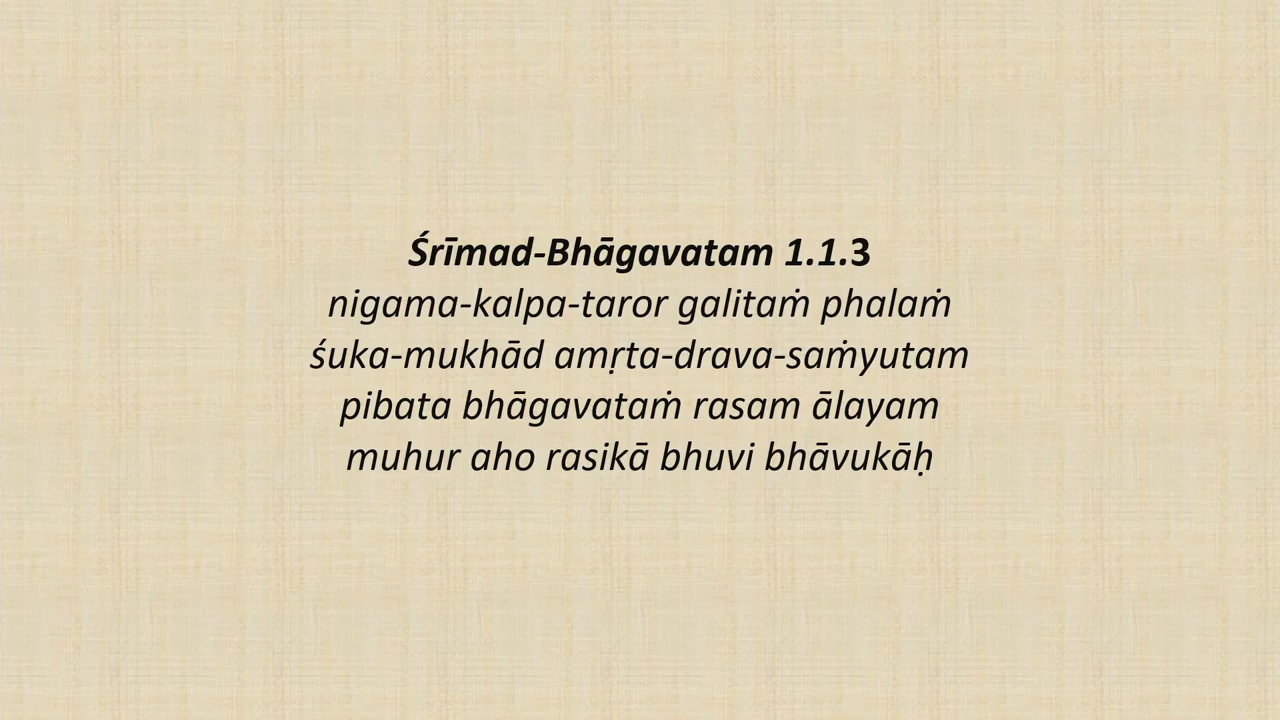 Śrīmad-Bhāgavatam 1.1.3
nigama-kalpa-taror galitaṁ phalaṁ
śuka-mukhād amṛta-drava-saṁyutam
pibata bhāgavataṁ rasam ālayam
muhur aho rasikā bhuvi bhāvukāḥ